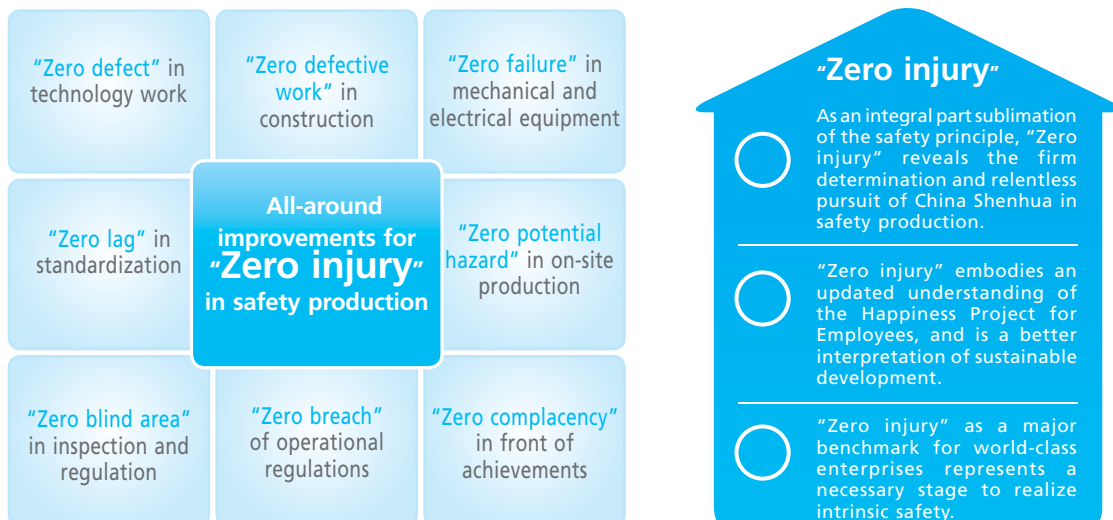 “Zero defect” in
technology work
“Zero defective
work” in
construction
“Zero failure” in
mechanical and
electrical equipment
“Zero lag” in
standardization
All-around
improvements for
“Zero injury”
in safety production
“Zero potential
hazard” in on-site
production
“Zero blind area”
in inspection and
regulation
“Zero breach”
of operational
regulations
“Zero complacency”
in front of
achievements
“Zero injury”
As an integral part sublimation
of the safety principle, “Zero
injury” reveals the firm
determination and relentless
pursuit of China Shenhua in
safety production.
“Zero injury” embodies an
updated understanding of
the Happiness Project for
Employees, and is a better
interpretation of sustainable
development.
“Zero injury” as a major
benchmark for world-class
enterprises represents a
necessary stage to realize
intrinsic safety.